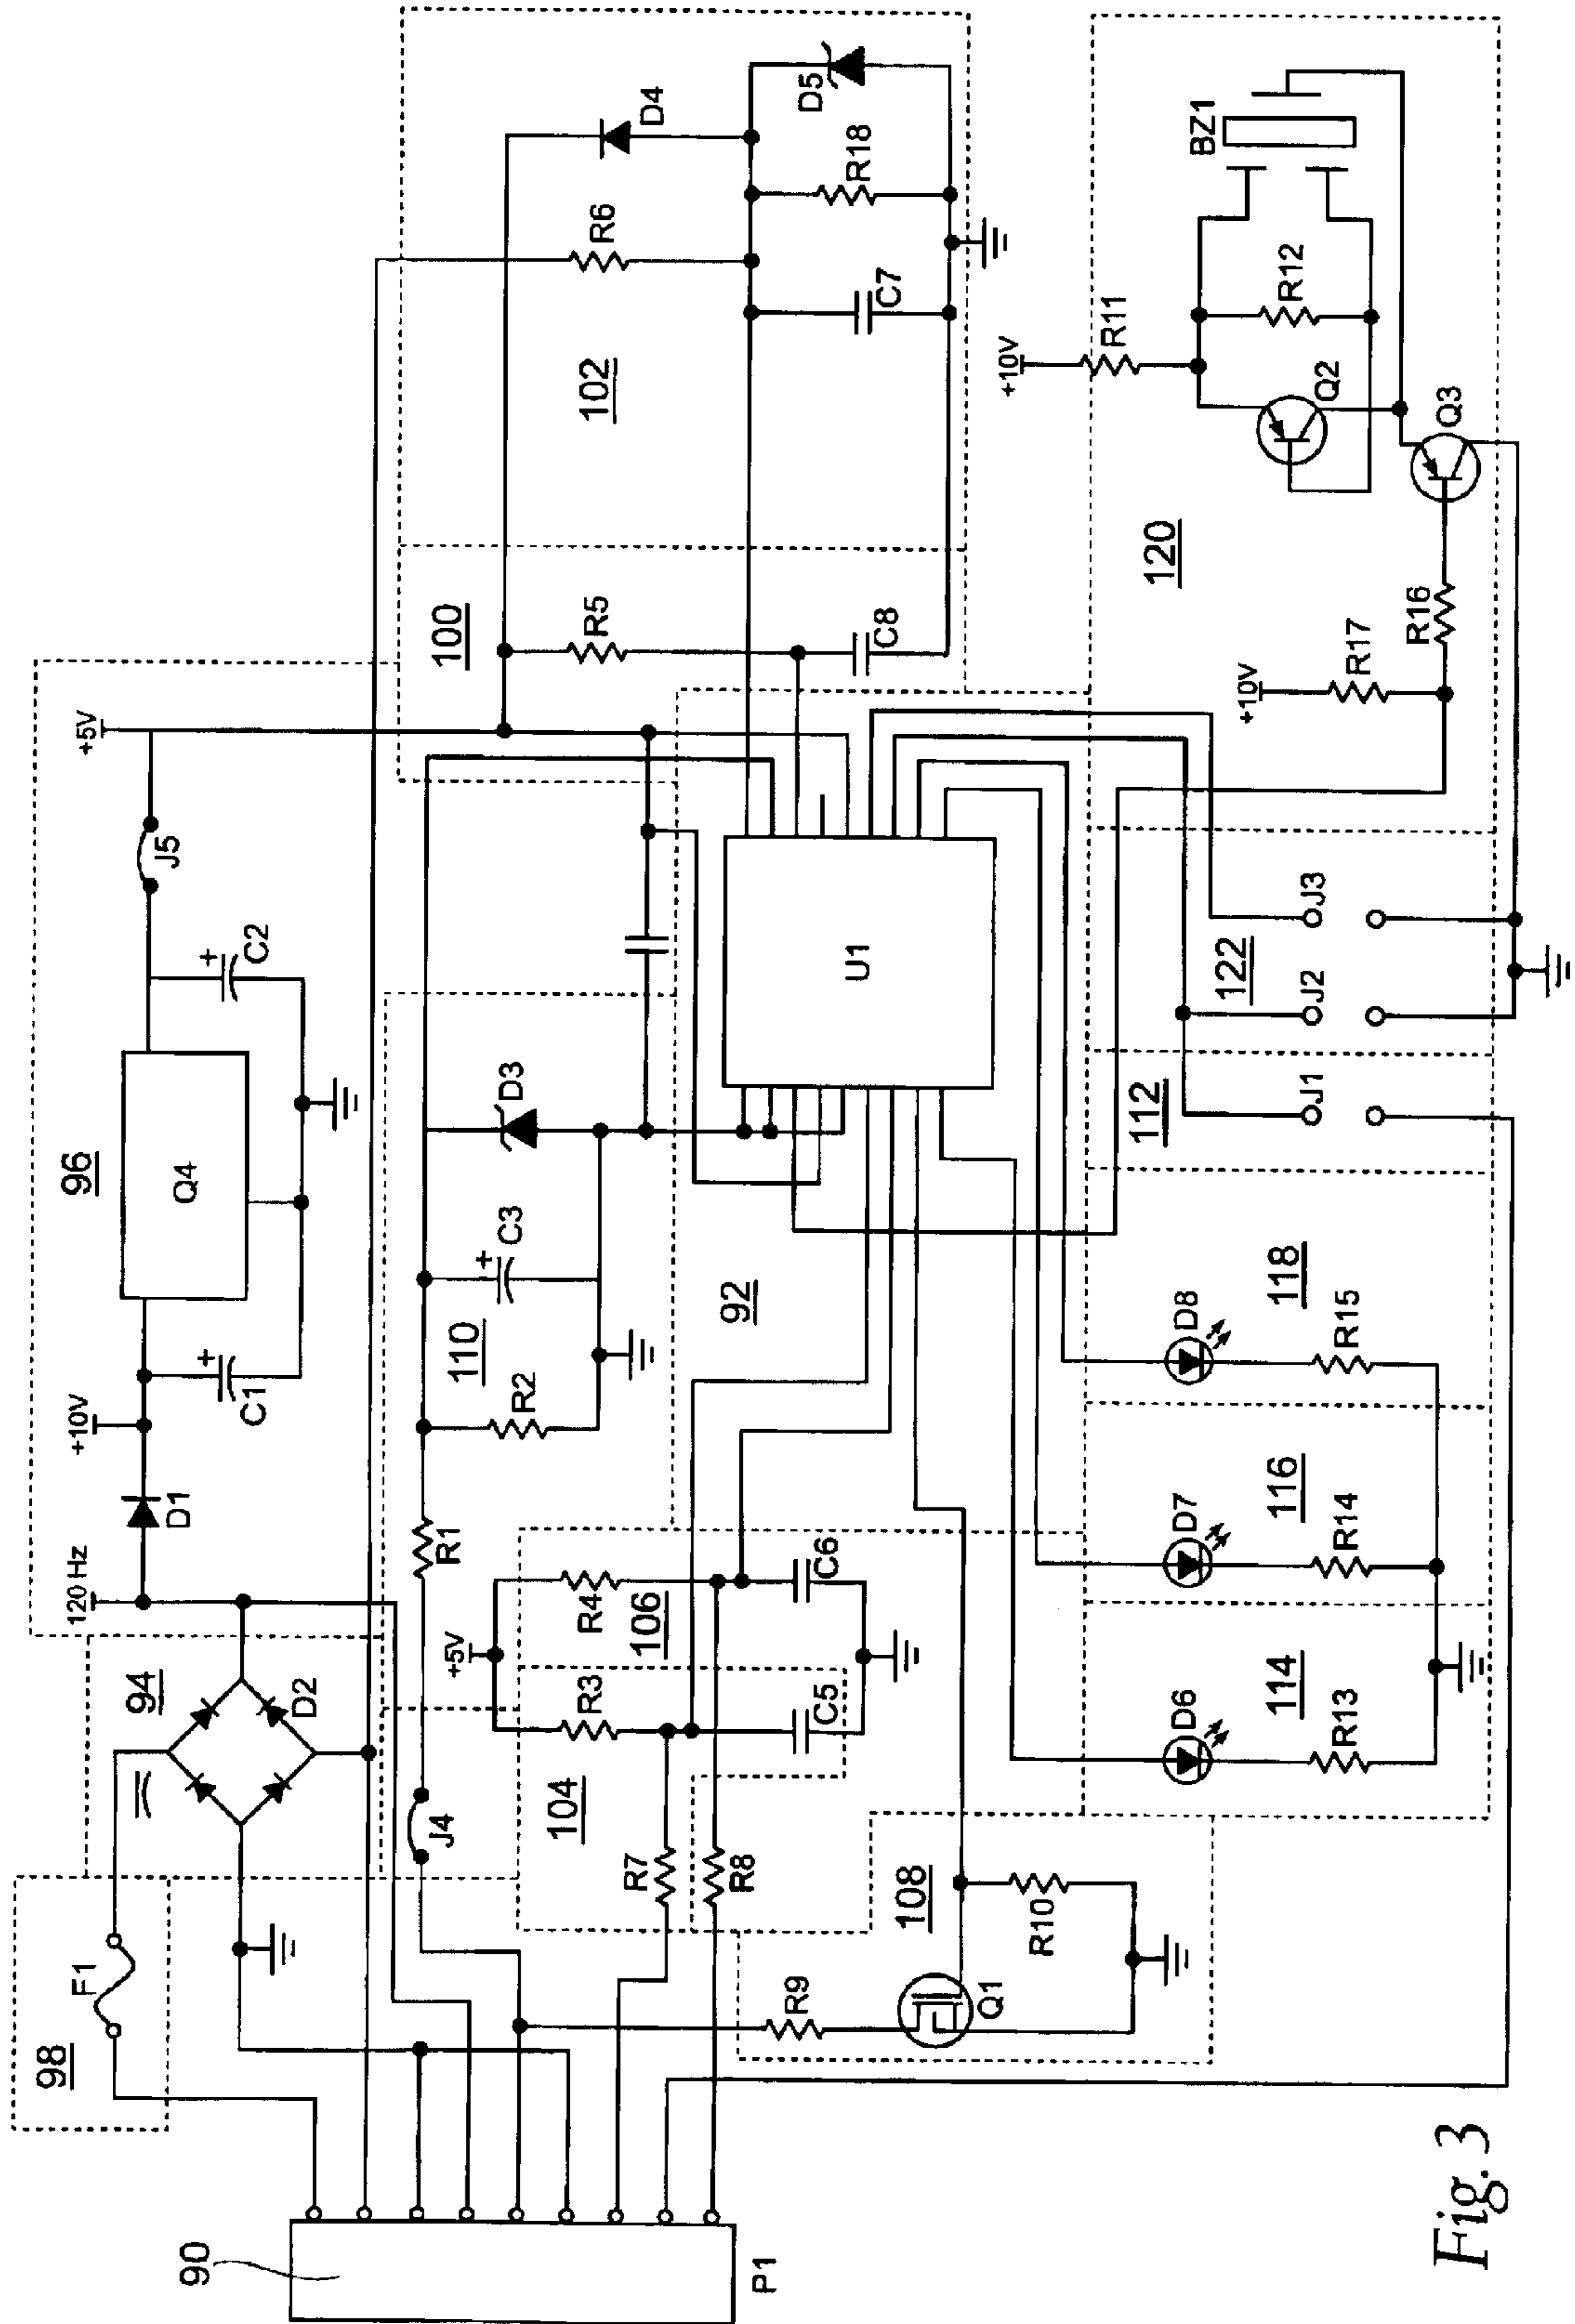 98
F1
94
D2
120 Hz
D1
+10V
C1
+
96
Q4
C2
+
J5
+5V
100
R5
C8
102
R6
D4
C7
R18
D5
J4
R1
R2
110
C3
+
D3
104
R7
R8
+5V
R3
R4
106
C5
C6
92
U1
108
R9
Q1
R10
D6
114
R13
D7
116
R14
D8
118
R15
112
J1
J2
122
J3
120
+10V
R17
R16
Q3
+10V
R11
Q2
R12
BZ1
90
P1
Fig. 3